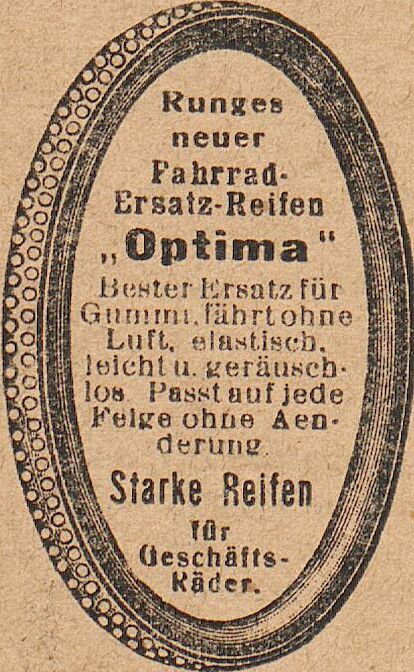 Runges
neuer
Fahrrad-
Ersatz-Reifen
„Optima“
Bester Ersatz für
Gummi, fährt ohne
Luft, elastisch,
leicht u. geräusch-
los. Passt auf jede
Felge ohne Aen-
derung.
Starke Reifen
für
Geschäfts-
Räder.